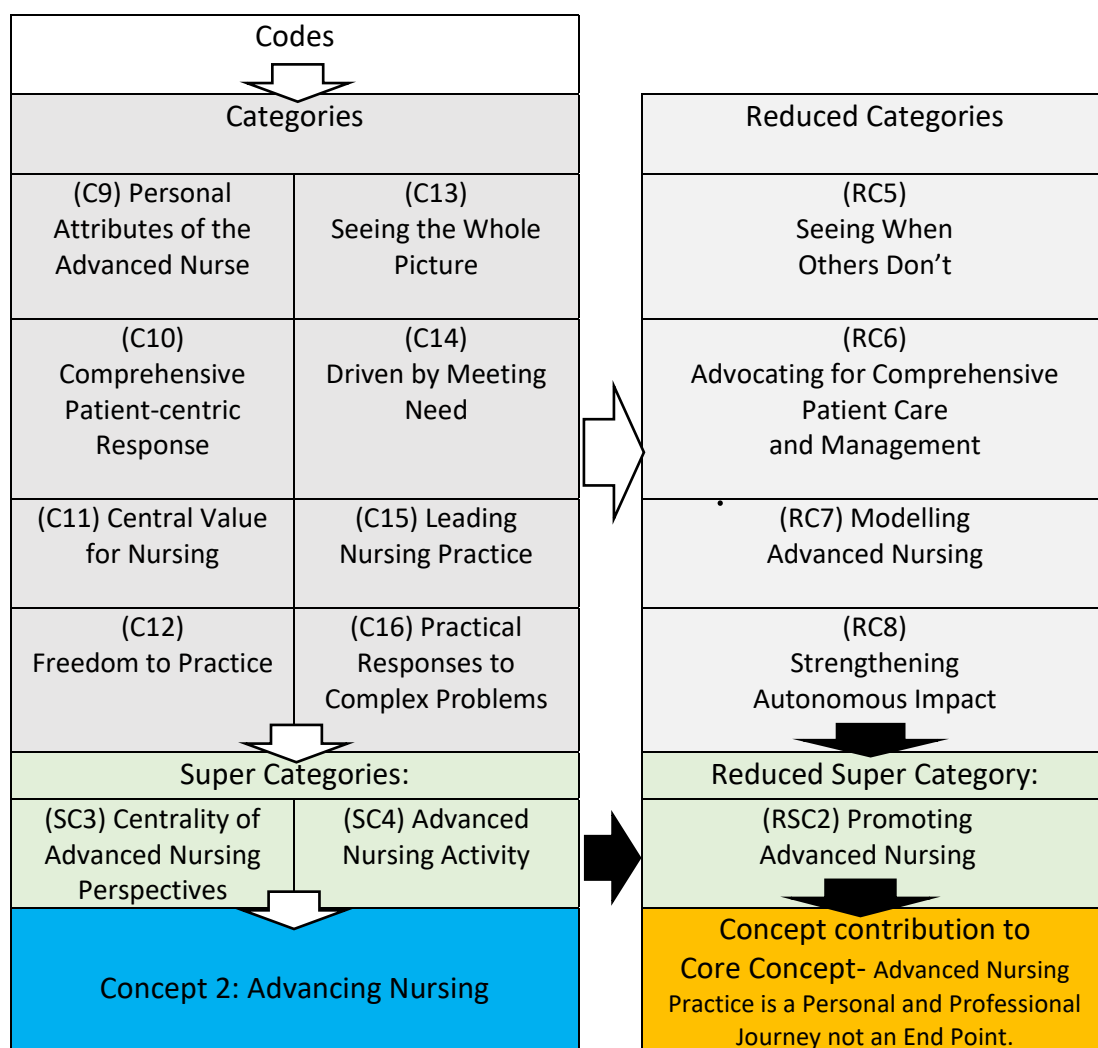 Codes
Categories
(C9) Personal
Attributes of the
Advanced Nurse
(C13)
Seeing the Whole
Picture
(C10)
Comprehensive
Patient-centric
Response
(C14)
Driven by Meeting
Need
(C11) Central Value
for Nursing
(C15) Leading
Nursing Practice
(C12)
Freedom to Practice
(C16) Practical
Responses to
Complex Problems
Super Categories:
(SC3) Centrality of
Advanced Nursing
Perspectives
(SC4) Advanced
Nursing Activity
Concept 2: Advancing Nursing
Reduced Categories
(RC5)
Seeing When
Others Don’t
(RC6)
Advocating for Comprehensive
Patient Care
and Management
(RC7) Modelling
Advanced Nursing
(RC8)
Strengthening
Autonomous Impact
Reduced Super Category:
(RSC2) Promoting
Advanced Nursing
Concept contribution to
Core Concept- Advanced Nursing
Practice is a Personal and Professional
Journey not an End Point.